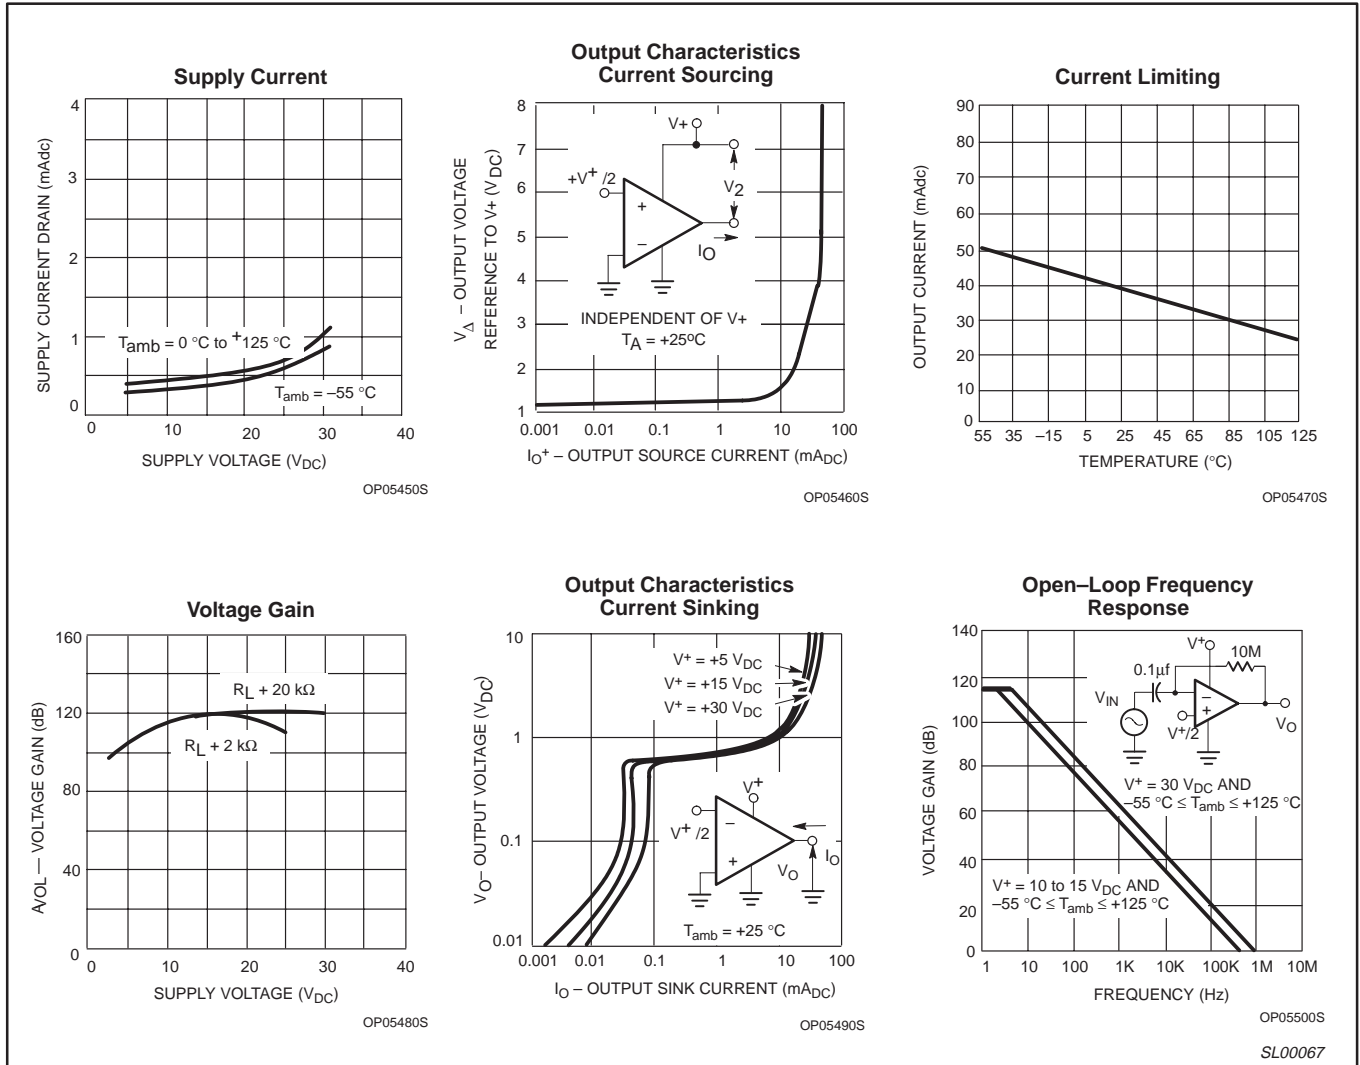 Supply Current
4
3
2
1
0
SUPPLY CURRENT DRAIN (mAdc)
Tamb = 0 °C to +125 °C
Tamb = –55 °C
0 10 20 30 40
SUPPLY VOLTAGE (VDC)
OP05450S
Output Characteristics
Current Sourcing
8
7
6
5
4
3
2
1
V∆ – OUTPUT VOLTAGE
REFERENCE TO V+ (VDC)
V+
+V+ /2
V2
+
–
IO
INDEPENDENT OF V+
TA = +25ºC
0.001 0.01 0.1 1 10 100
IO+ – OUTPUT SOURCE CURRENT (mADC)
OP05460S
Current Limiting
90
80
70
60
50
40
30
20
10
0
OUTPUT CURRENT (mAdc)
55 35 –15 5 25 45 65 85 105 125
TEMPERATURE (°C)
OP05470S
Voltage Gain
160
120
80
40
0
AVOL — VOLTAGE GAIN (dB)
RL + 20 kΩ
RL + 2 kΩ
0 10 20 30 40
SUPPLY VOLTAGE (VDC)
OP05480S
Output Characteristics
Current Sinking
10
1
0.1
0.01
VO– OUTPUT VOLTAGE (VDC)
V+ = +5 VDC
V+ = +15 VDC
V+ = +30 VDC
V+
V+ /2
–
+
VO
IO
Tamb = +25 °C
0.001 0.01 0.1 1 10 100
IO – OUTPUT SINK CURRENT (mADC)
OP05490S
Open–Loop Frequency
Response
140
120
100
80
60
40
20
0
VOLTAGE GAIN (dB)
V+
10M
0.1µf
VIN
–
+
V+/2
VO
V+ = 30 VDC AND
–55 °C ≤ Tamb ≤ +125 °C
V+ = 10 to 15 VDC AND
–55 °C ≤ Tamb ≤ +125 °C
1 10 100 1K 10K 100K 1M 10M
FREQUENCY (Hz)
OP05500S
SL00067